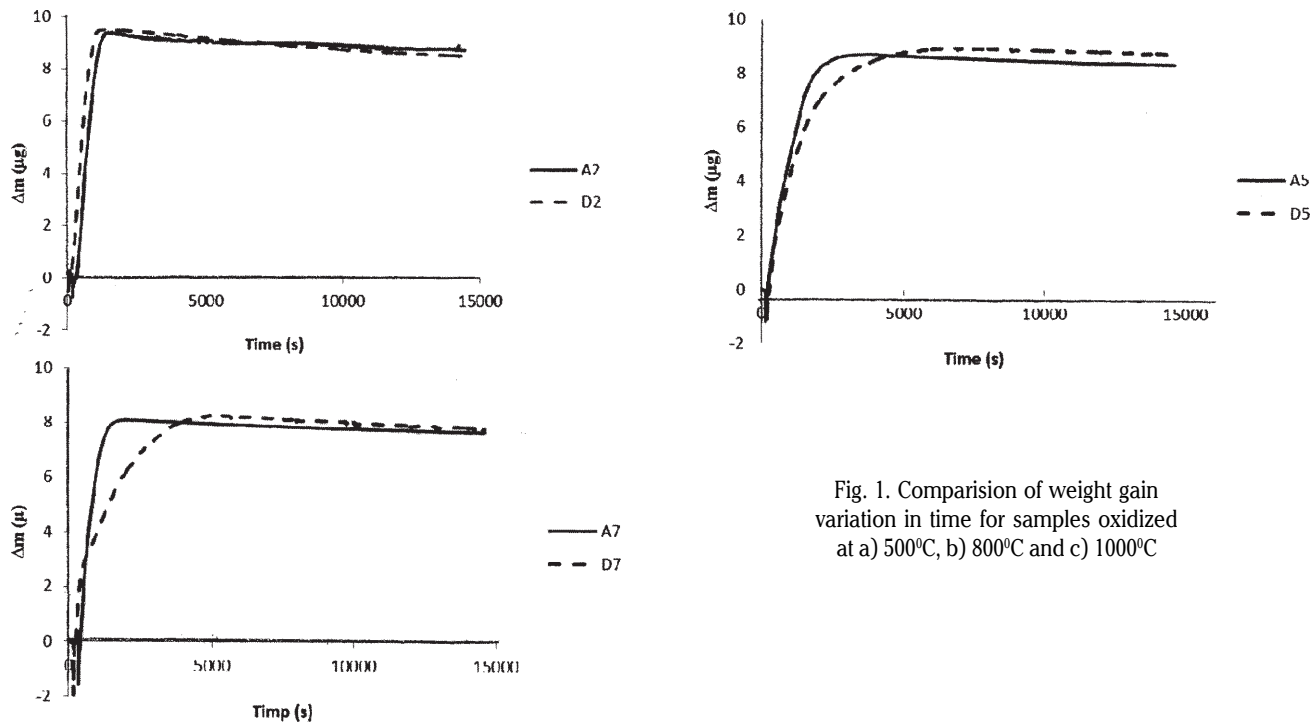 10
8
6
4
2
0
-2
Δm (µg)
0
5000
10000
15000
Time (s)
A2
D2
10
8
6
4
2
0
-2
Δm (µg)
0
5000
10000
15000
Time (s)
A5
D5
10
8
6
4
2
0
-2
Δm (µ)
0
5000
10000
15000
Timp (s)
A7
D7
Fig. 1. Comparision of weight gain
variation in time for samples oxidized
at a) 500⁰C, b) 800⁰C and c) 1000⁰C